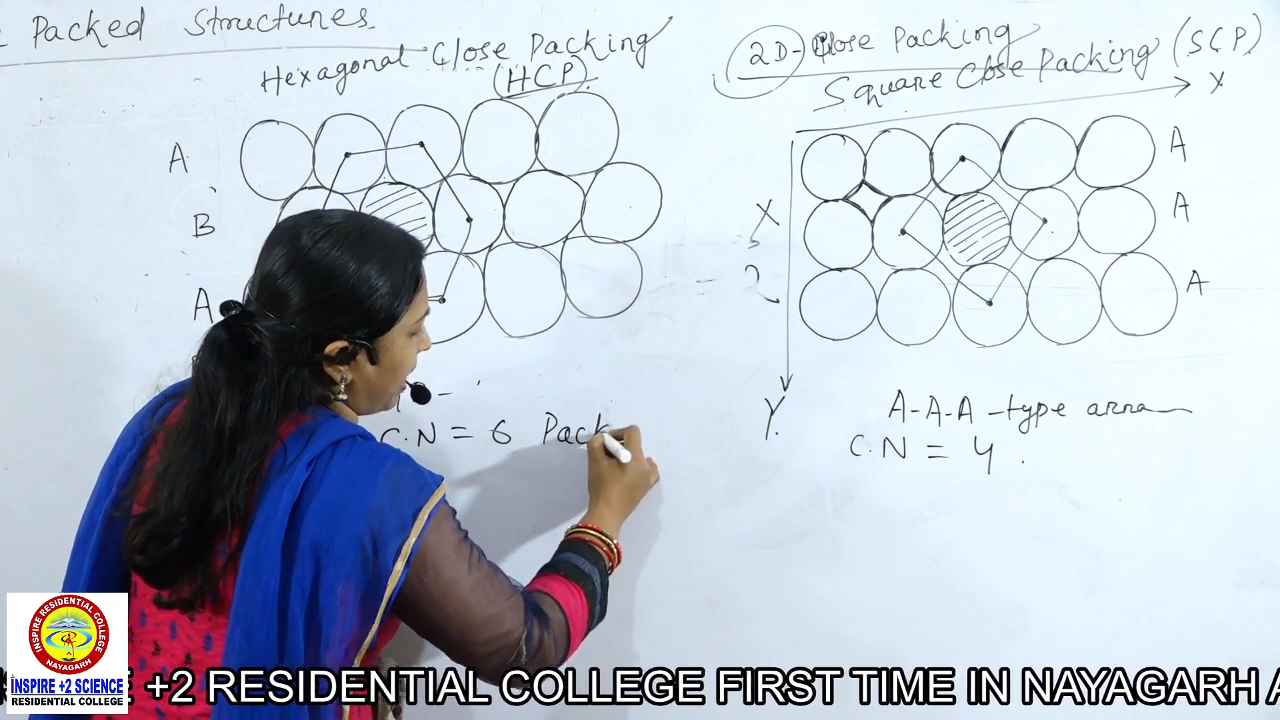 Packed Structures
Hexagonal Close Packing
(HCP)
A
B
A
C.N = 6 Pack
2D-Close Packing
Square Close Packing (SCP)
X
A
A
A
X
2
Y.
A-A-A-type arra
C.N = 4.
INSPIRE RESIDENTIAL COLLEGE
NAYAGARH
INSPIRE +2 SCIENCE
RESIDENTIAL COLLEGE
+2 RESIDENTIAL COLLEGE FIRST TIME IN NAYAGARH A